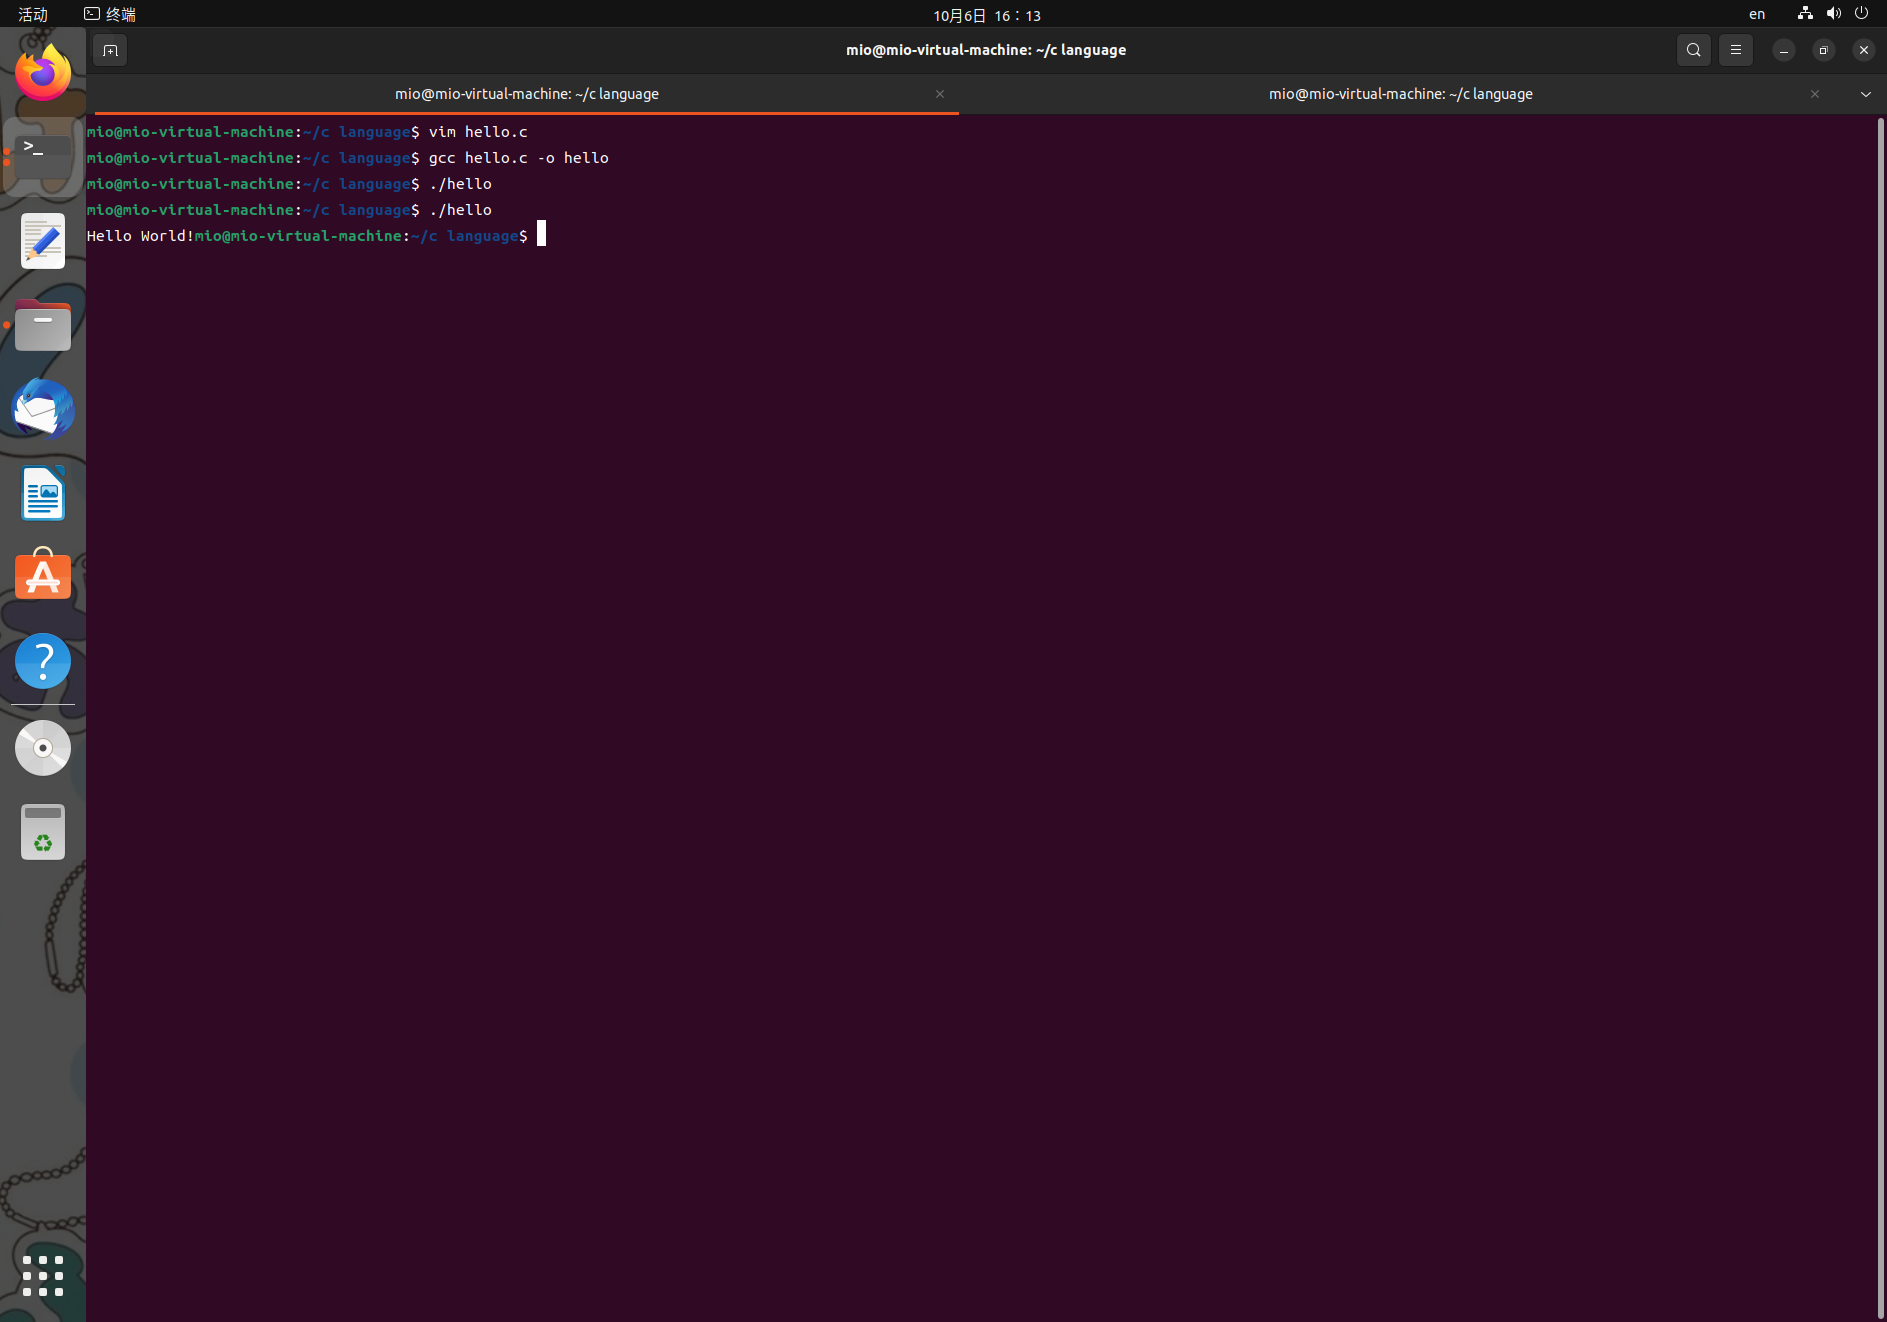 活动 终端 10月6日 16：13 en
mio@mio-virtual-machine: ~/c language
mio@mio-virtual-machine: ~/c language mio@mio-virtual-machine: ~/c language
mio@mio-virtual-machine:~/c language$ vim hello.c
mio@mio-virtual-machine:~/c language$ gcc hello.c -o hello
mio@mio-virtual-machine:~/c language$ ./hello
mio@mio-virtual-machine:~/c language$ ./hello
Hello World!mio@mio-virtual-machine:~/c language$